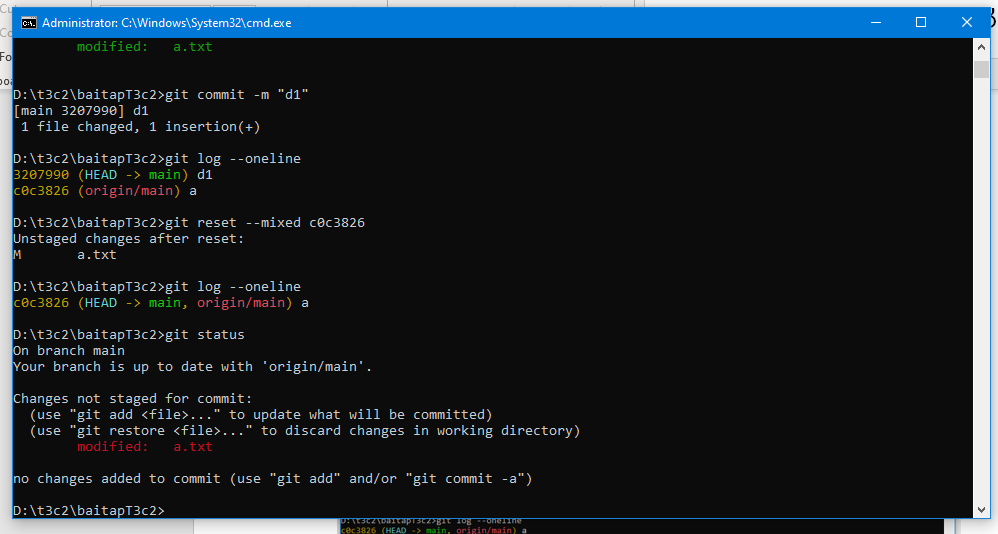 Administrator: C:\Windows\System32\cmd.exe
modified:   a.txt
D:\t3c2\baitapT3c2>git commit -m "d1"
[main 3207990] d1
 1 file changed, 1 insertion(+)
D:\t3c2\baitapT3c2>git log --oneline
3207990 (HEAD -> main) d1
c0c3826 (origin/main) a
D:\t3c2\baitapT3c2>git reset --mixed c0c3826
Unstaged changes after reset:
M       a.txt
D:\t3c2\baitapT3c2>git log --oneline
c0c3826 (HEAD -> main, origin/main) a
D:\t3c2\baitapT3c2>git status
On branch main
Your branch is up to date with 'origin/main'.
Changes not staged for commit:
  (use "git add <file>..." to update what will be committed)
  (use "git restore <file>..." to discard changes in working directory)
        modified:   a.txt
no changes added to commit (use "git add" and/or "git commit -a")
D:\t3c2\baitapT3c2>
D:\t3c2\baitapT3c2>git log --oneline
c0c3826 (HEAD -> main, origin/main) a